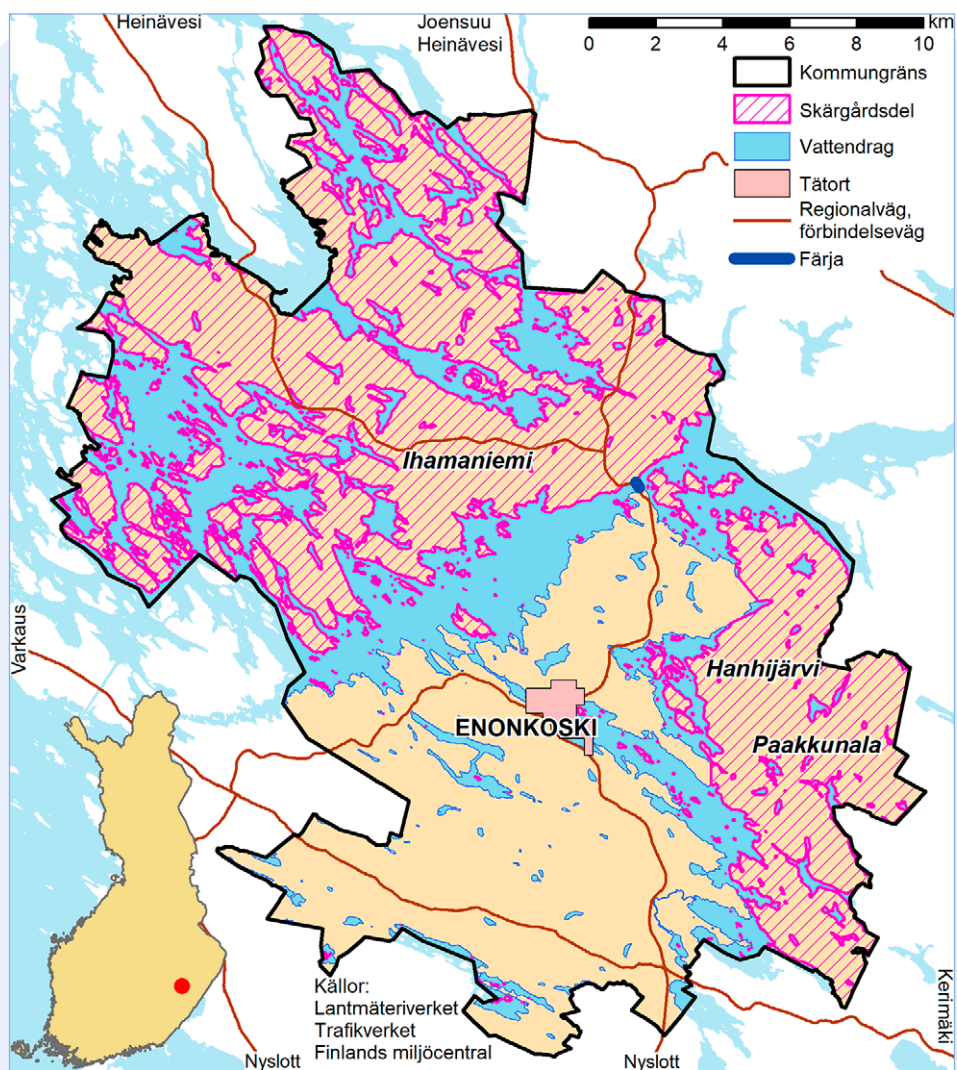 Heinävesi
Joensuu
Heinävesi
km
0 2 4 6 8 10
Kommungräns
Skärgårdsdel
Vattendrag
Tätort
Regionalväg,
förbindelseväg
Färja
Ihamaniemi
Varkaus
Hanhijärvi
ENONKOSKI
Paakkunala
Källor:
Lantmäteriverket
Trafikverket
Finlands miljöcentral
Kerimäki
Nyslott
Nyslott